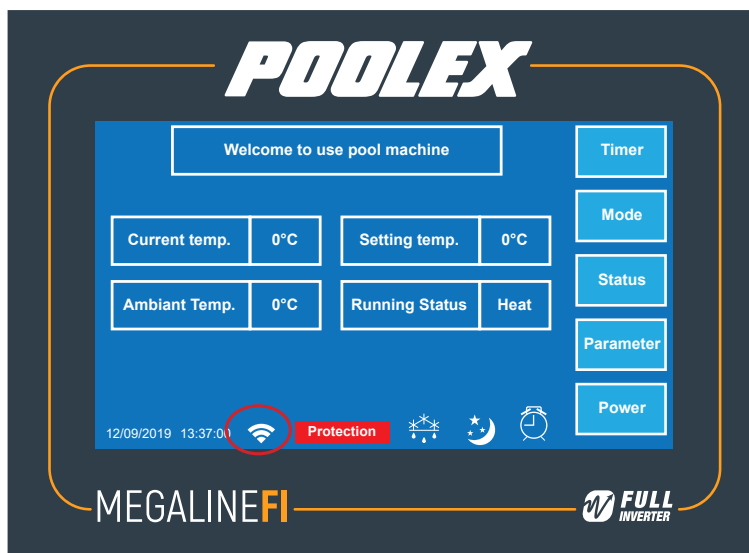 POOLEX
Welcome to use pool machine
Timer
Mode
Current temp. 0°C Setting temp. 0°C
Status
Ambiant Temp. 0°C Running Status Heat
Parameter
Power
12/09/2019 13:37:00 Protection
MEGALINEFI
FULL
INVERTER